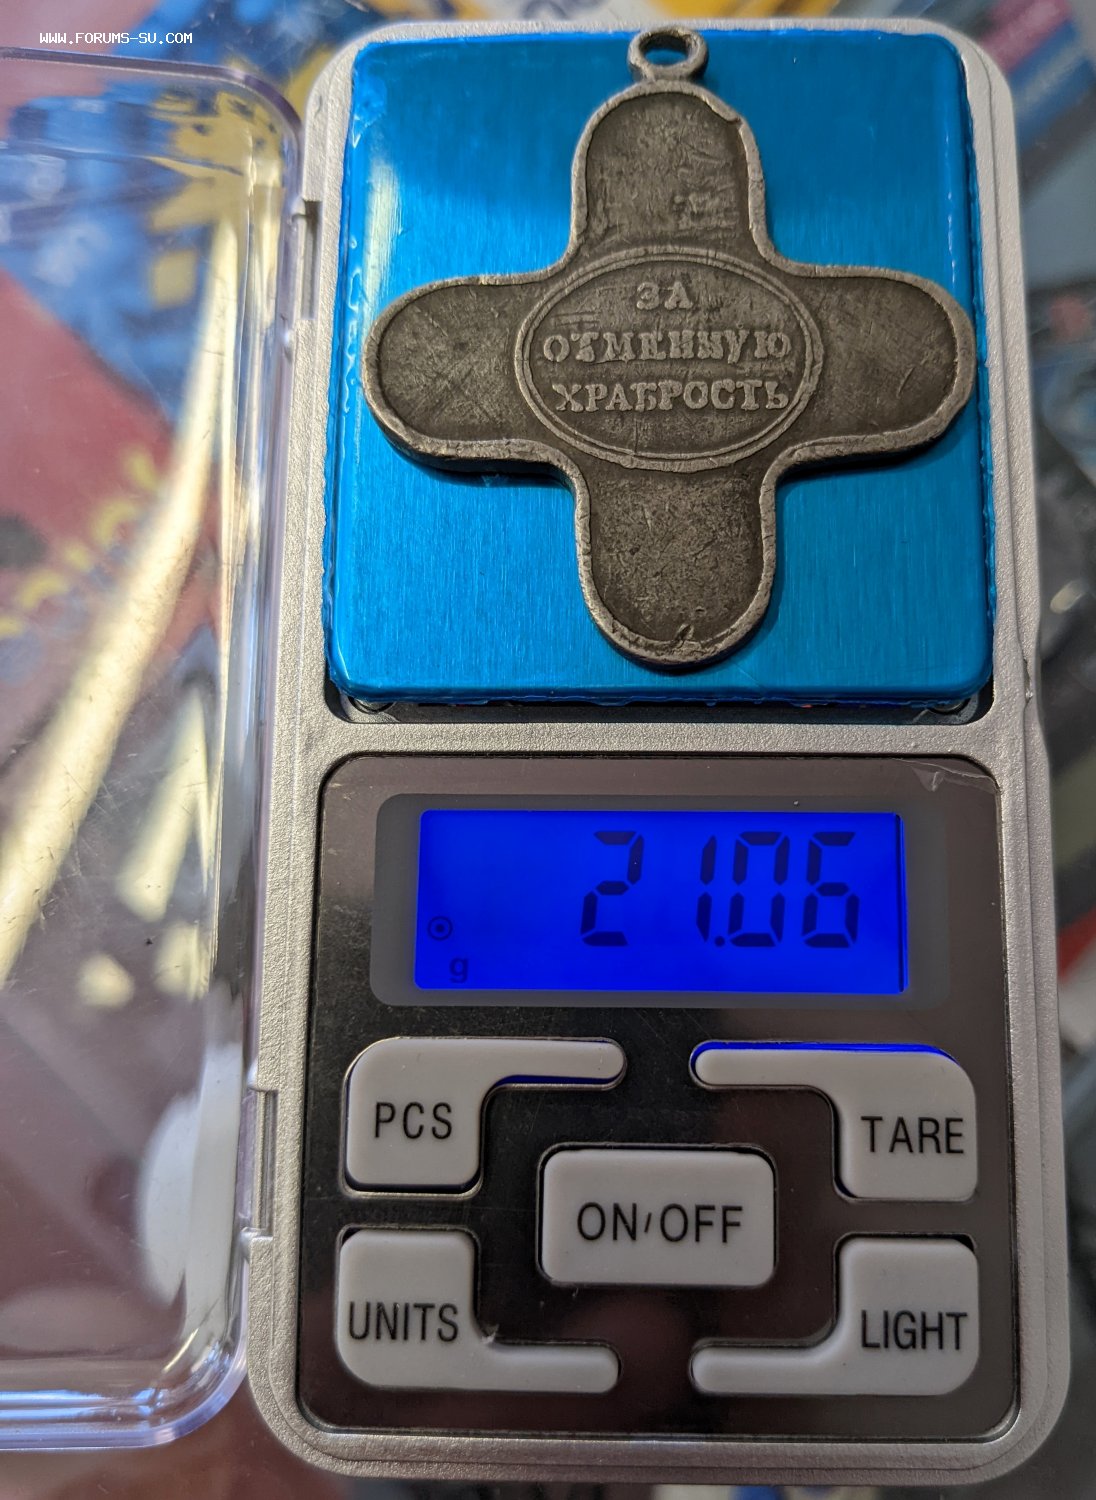 WWW.FORUMS-SU.COM
ЗА
ОТМЕННУЮ
ХРАБРОСТЬ
21.06
g
PCS
TARE
ON/OFF
UNITS
LIGHT